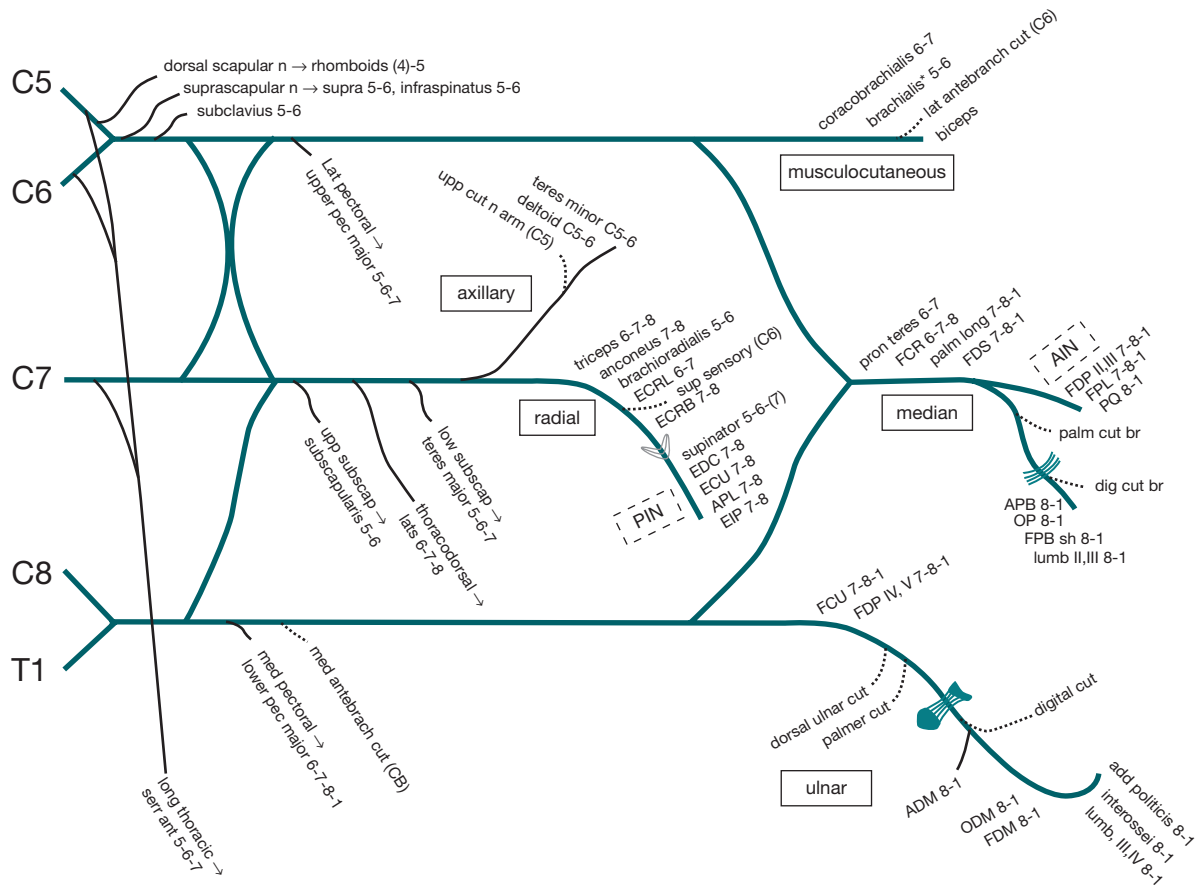 C5
dorsal scapular n → rhomboids (4)-5
suprascapular n → supra 5-6, infraspinatus 5-6
subclavius 5-6
C6
Lat pectoral →
upper pec major 5-6-7
coracobrachialis 6-7
brachialis* 5-6
lat antebranch cut (C6)
biceps
musculocutaneous
upp cut n arm (C5)
deltoid C5-6
teres minor C5-6
axillary
C7
triceps 6-7-8
anconeus 7-8
brachioradialis 5-6
ECRL 6-7
sup sensory (C6)
ECRB 7-8
radial
supinator 5-6-(7)
EDC 7-8
ECU 7-8
APL 7-8
EIP 7-8
PIN
upp subscap →
subscapularis 5-6
thoracodorsal →
lats 6-7-8
low subscap →
teres major 5-6-7
pron teres 6-7
FCR 6-7-8
palm long 7-8-1
FDS 7-8-1
median
AIN
FDP II,III 7-8-1
FPL 7-8-1
PQ 8-1
palm cut br
dig cut br
APB 8-1
OP 8-1
FPB sh 8-1
lumb II,III 8-1
C8
T1
long thoracic →
serr ant 5-6-7
med pectoral →
lower pec major 6-7-8-1
med antebrach cut (CB)
FCU 7-8-1
FDP IV, V 7-8-1
dorsal ulnar cut
palmer cut
digital cut
ulnar
ADM 8-1
ODM 8-1
FDM 8-1
add politicis 8-1
interossei 8-1
lumb, III,IV 8-1